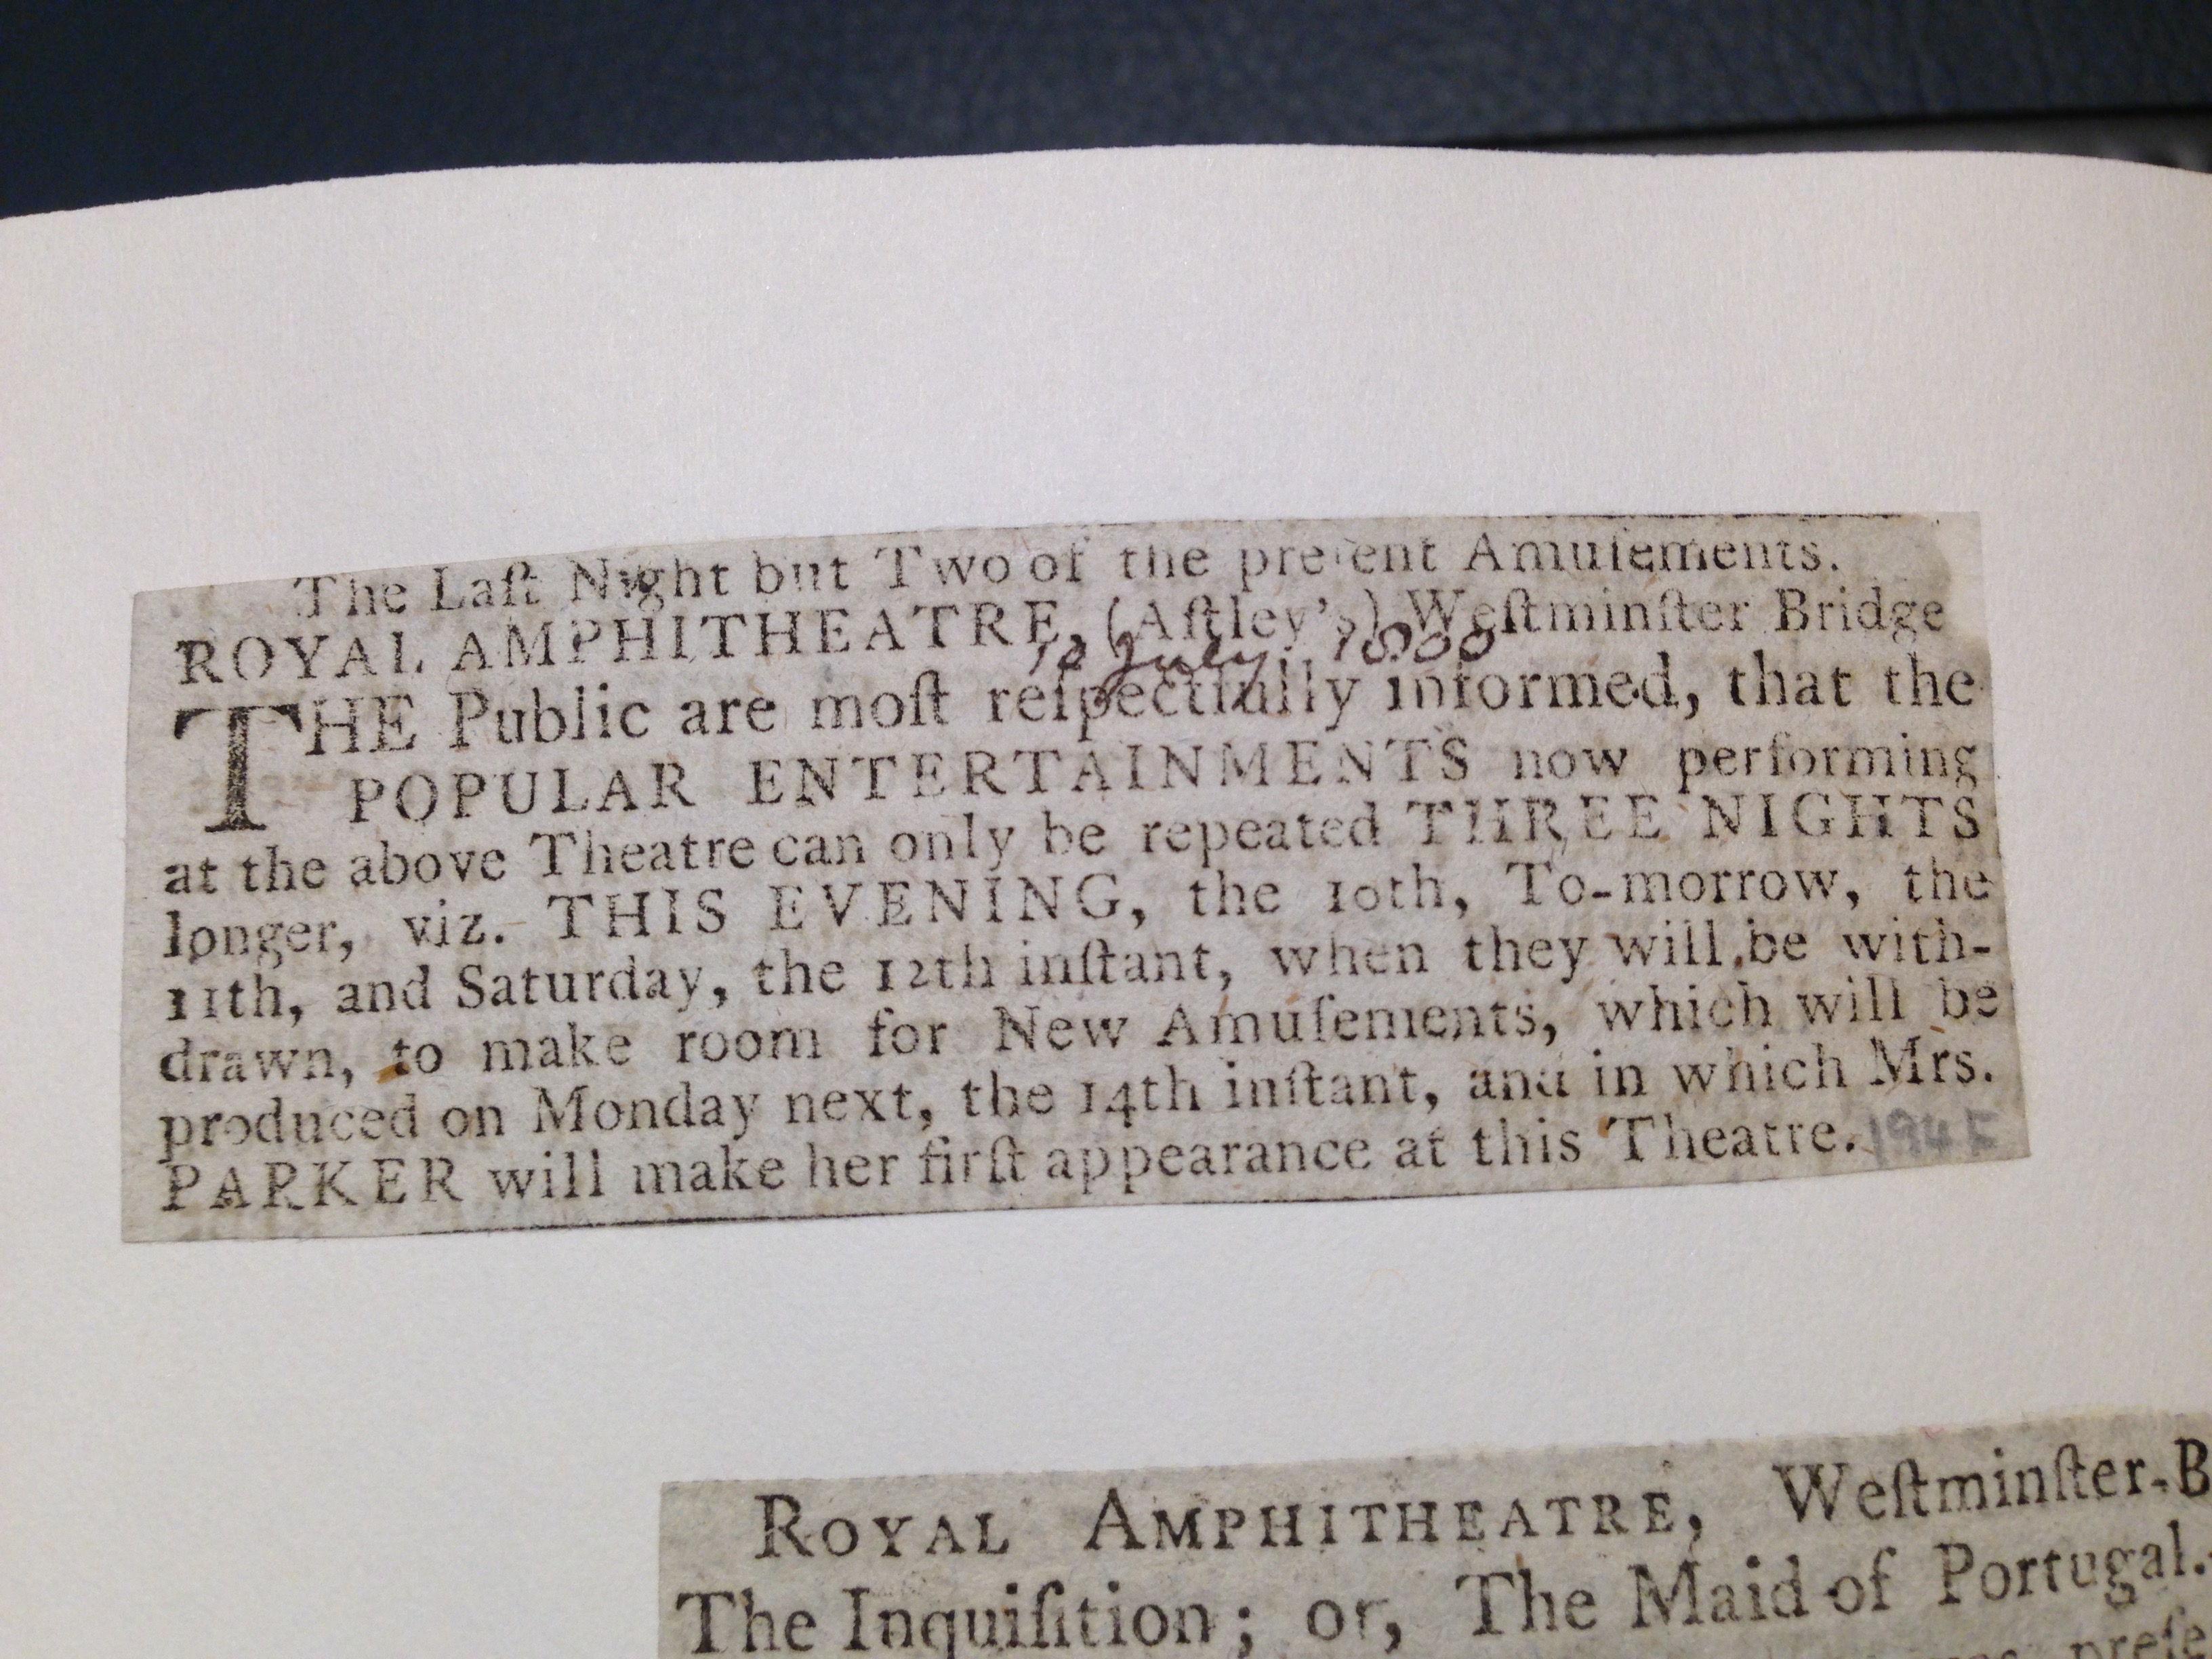 The Laſt Night but Two of the preſent Amuſements.
ROYAL AMPHITHEATRE, (Aſtley's) Weſtminſter Bridge
10 July 1800
THE Public are moſt reſpectfully informed, that the
POPULAR ENTERTAINMENTS now performing
at the above Theatre can only be repeated THREE NIGHTS
longer, viz. THIS EVENING, the 10th, To-morrow, the
11th, and Saturday, the 12th inſtant, when they will be with-
drawn, to make room for New Amuſements, which will be
produced on Monday next, the 14th inſtant, and in which Mrs.
PARKER will make her firſt appearance at this Theatre.
ROYAL AMPHITHEATRE, Weſtminſter-B
The Inquiſition; or, The Maid of Portugal.
preſe